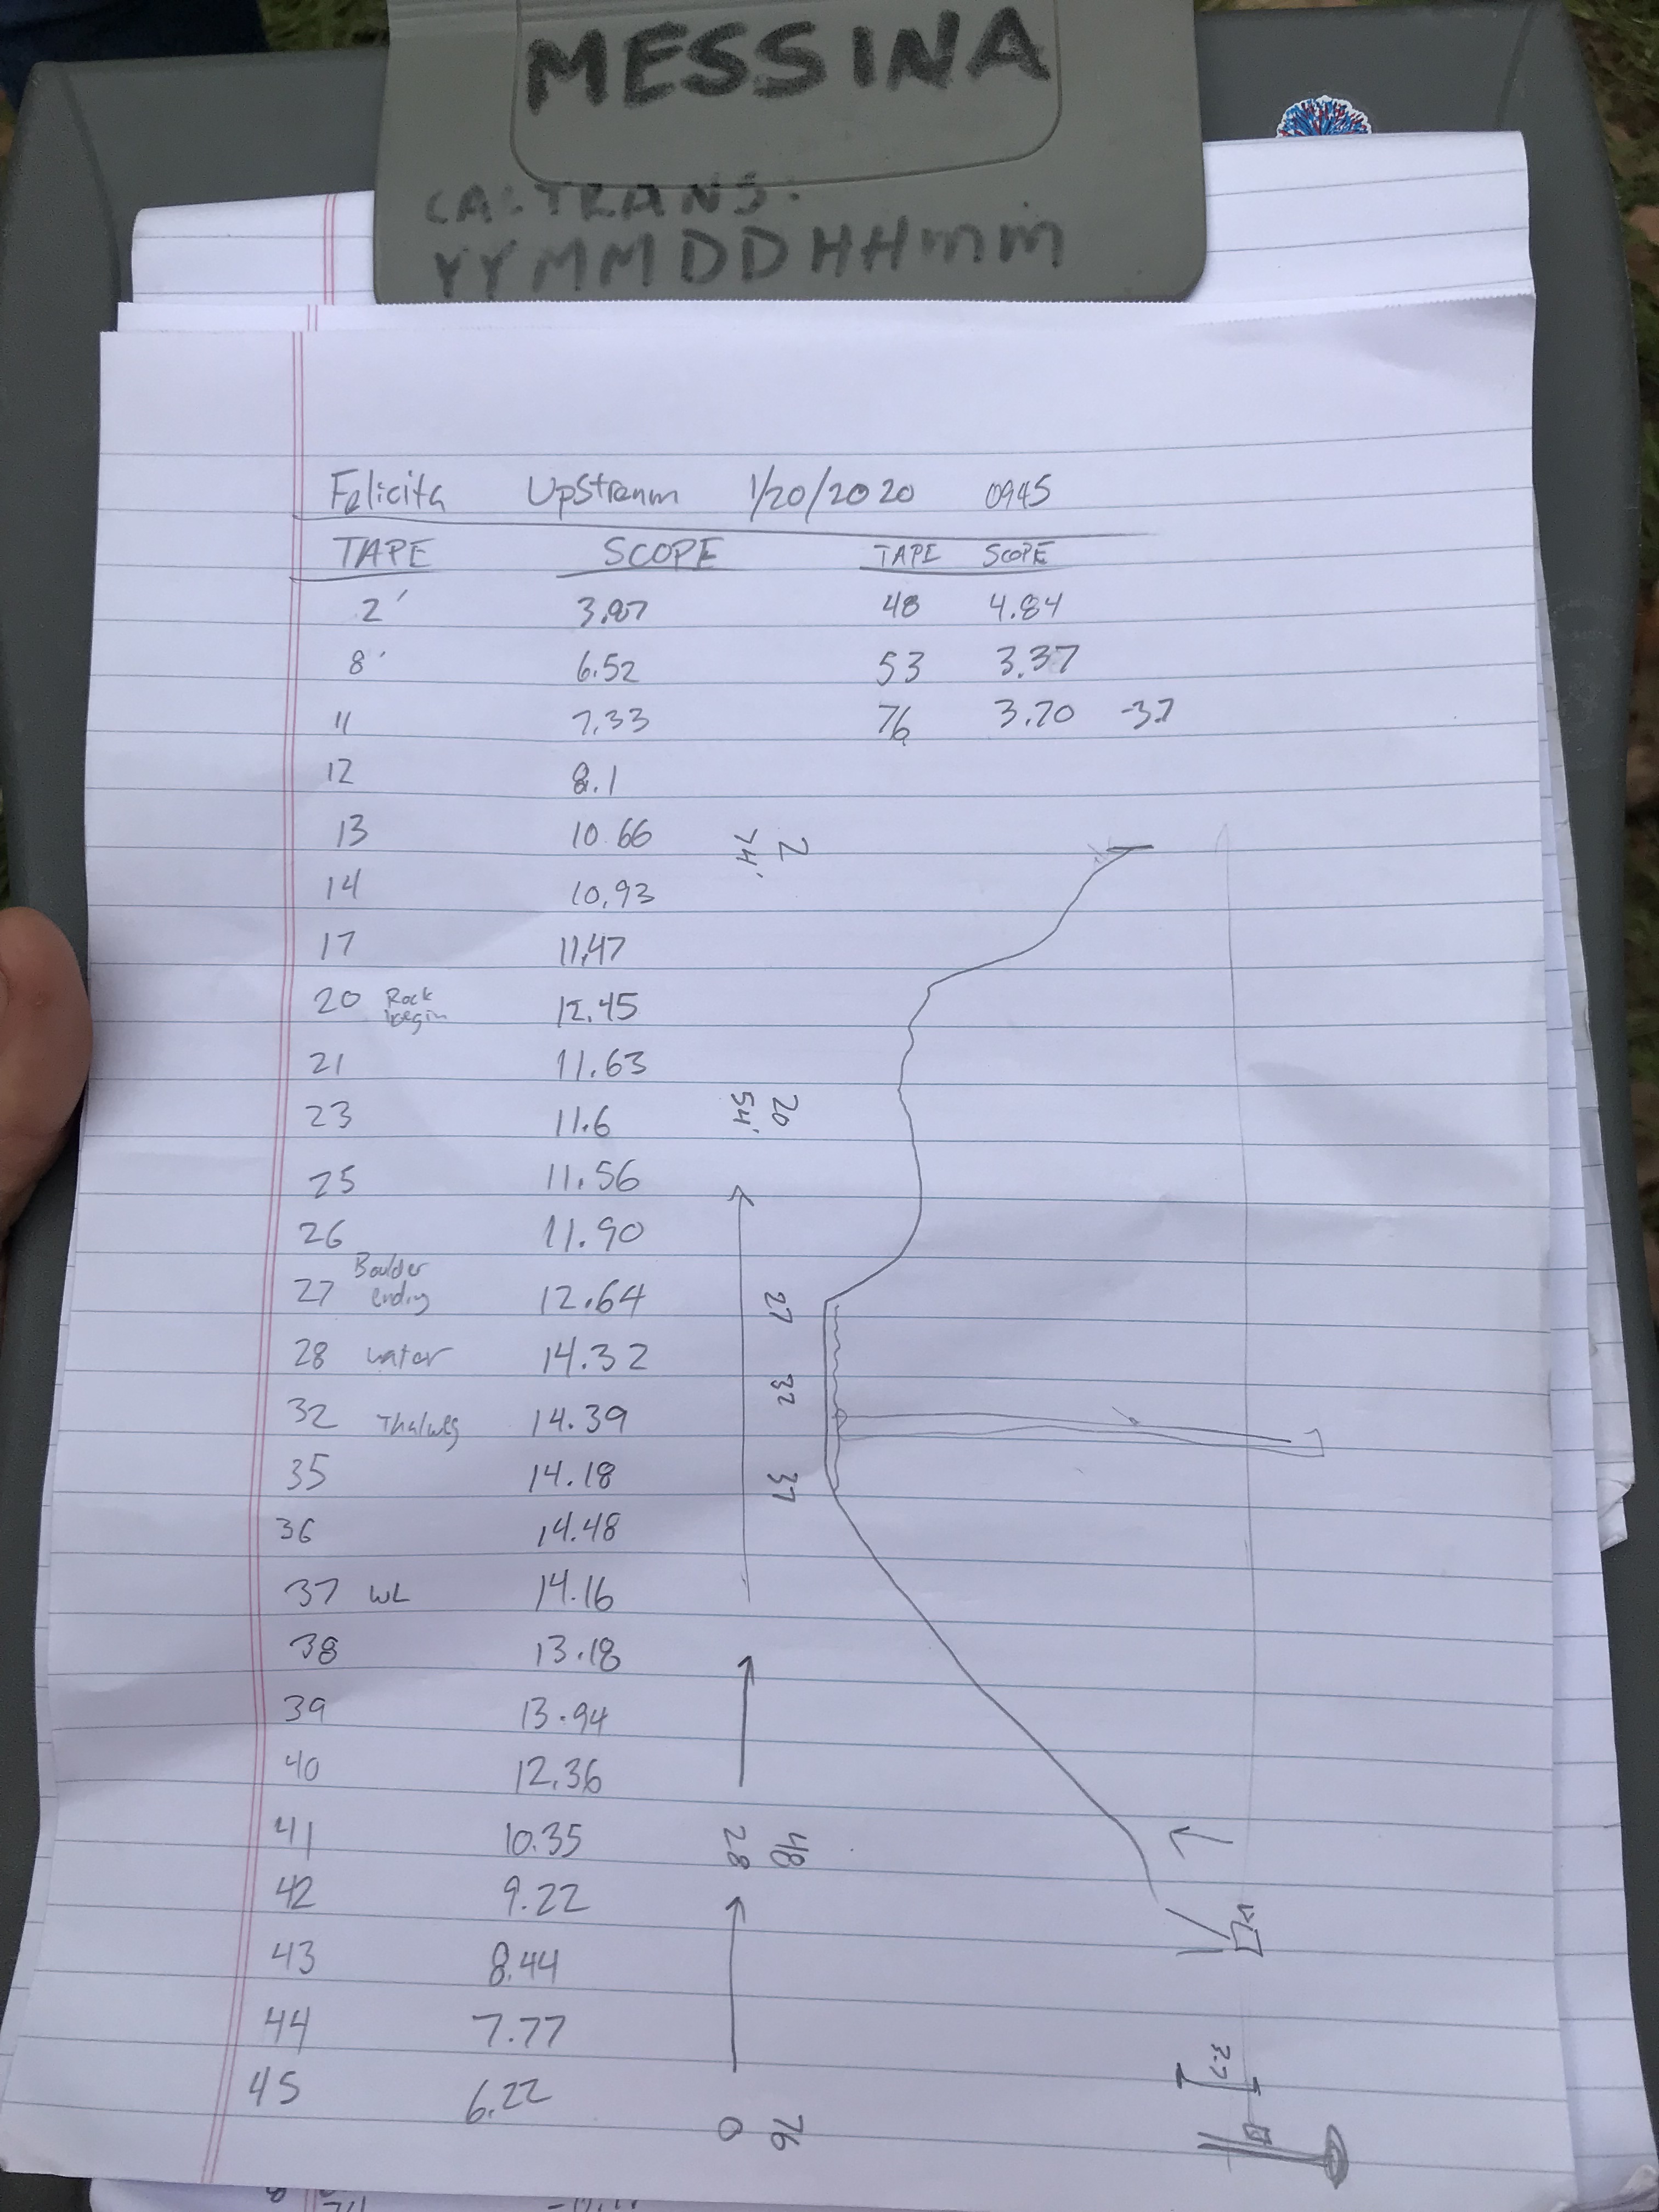 MESSINA
CALTRANS:
YYMMDDHHmm
Felicita Upstream 1/20/2020 0945
TAPE SCOPE TAPE SCOPE
2' 3.87 48 4.84
8' 6.52 53 3.37
11 7.33 76 3.70 -3.7
12 8.1
13 10.66
14 10.93
17 11.47
20 Rock begin 12.45
21 11.63
23 11.6
25 11.56
26 11.90
27 Boulder ending 12.64
28 water 14.32
32 Thalweg 14.39
35 14.18
36 14.48
37 WL 14.16
38 13.18
39 13.94
40 12.36
41 10.35
42 9.22
43 8.44
44 7.77
45 6.22
2
74'
20
54'
27
32
37
48
28
76
0
3.7